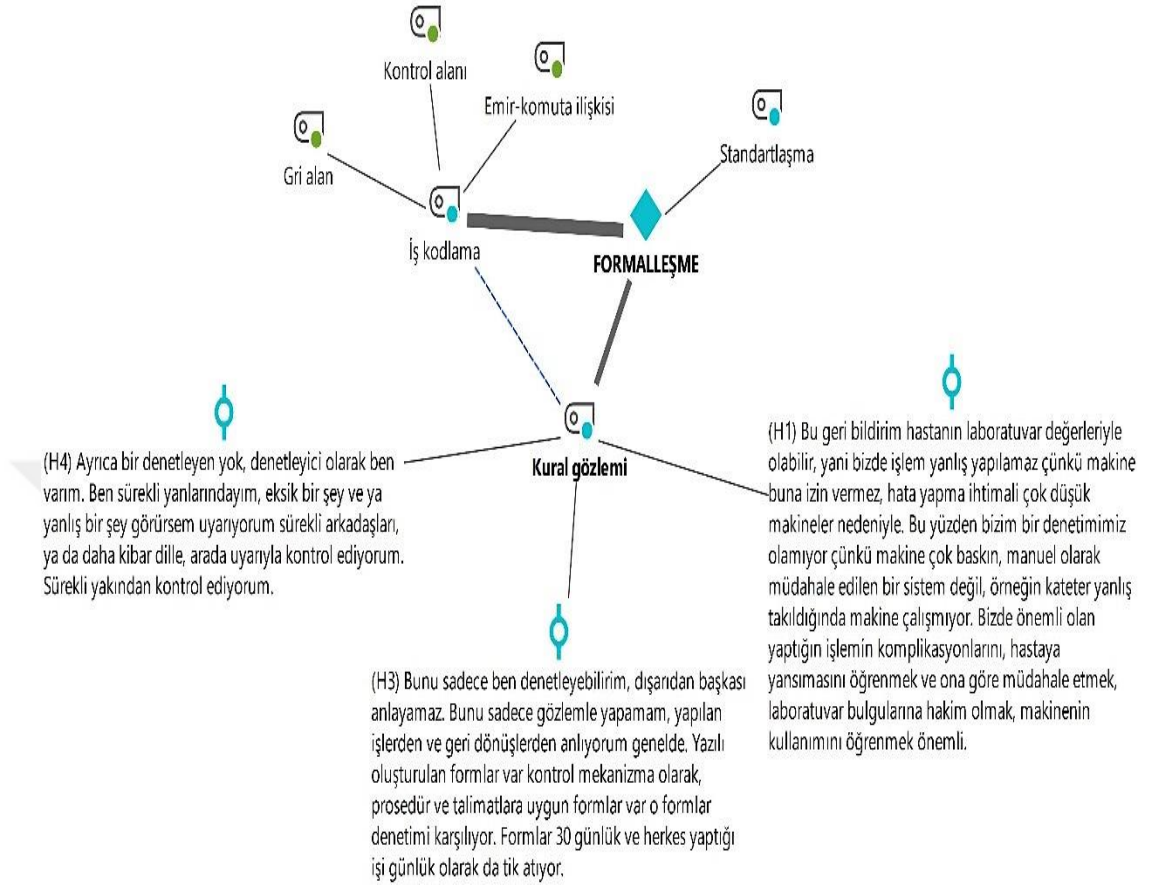 Kontrol alanı
Emir-komuta ilişkisi
Gri alan
Standartlaşma
İş kodlama
FORMALLEŞME
Kural gözlemi
(H4) Ayrıca bir denetleyen yok, denetleyici olarak ben
varım. Ben sürekli yanlarındayım, eksik bir şey ve ya
yanlış bir şey görürsem uyarıyorum sürekli arkadaşları,
ya da daha kibar dille, arada uyarıyla kontrol ediyorum.
Sürekli yakından kontrol ediyorum.
(H1) Bu geri bildirim hastanın laboratuvar değerleriyle
olabilir, yani bizde işlem yanlış yapılamaz çünkü makine
buna izin vermez, hata yapma ihtimali çok düşük
makineler nedeniyle. Bu yüzden bizim bir denetimimiz
olamıyor çünkü makine çok baskın, manuel olarak
müdahale edilen bir sistem değil, örneğin kateter yanlış
takıldığında makine çalışmıyor. Bizde önemli olan
yaptığın işlemin komplikasyonlarını, hastaya
yansımasını öğrenmek ve ona göre müdahale etmek,
laboratuvar bulgularına hakim olmak, makinenin
kullanımını öğrenmek önemli.
(H3) Bunu sadece ben denetleyebilirim, dışarıdan başkası
anlayamaz. Bunu sadece gözlemle yapamam, yapılan
işlerden ve geri dönüşlerden anlıyorum genelde. Yazılı
oluşturulan formlar var kontrol mekanizma olarak,
prosedür ve talimatlara uygun formlar var o formlar
denetimi karşılıyor. Formlar 30 günlük ve herkes yaptığı
işi günlük olarak da tik atıyor.